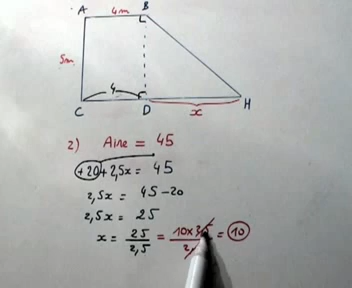 A 4m B
5m
4
C D x H
2) Aire = 45
+20+2,5x = 45
2,5x = 45-20
2,5x = 25
x = 25/2,5 = 10x = 10